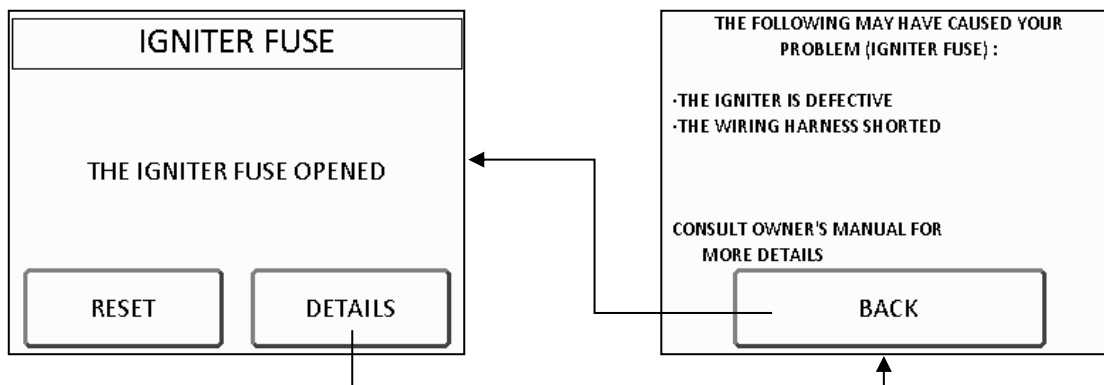 IGNITER FUSE
THE IGNITER FUSE OPENED
RESET
DETAILS
THE FOLLOWING MAY HAVE CAUSED YOUR
PROBLEM (IGNITER FUSE) :
·THE IGNITER IS DEFECTIVE
·THE WIRING HARNESS SHORTED
CONSULT OWNER'S MANUAL FOR
MORE DETAILS
BACK